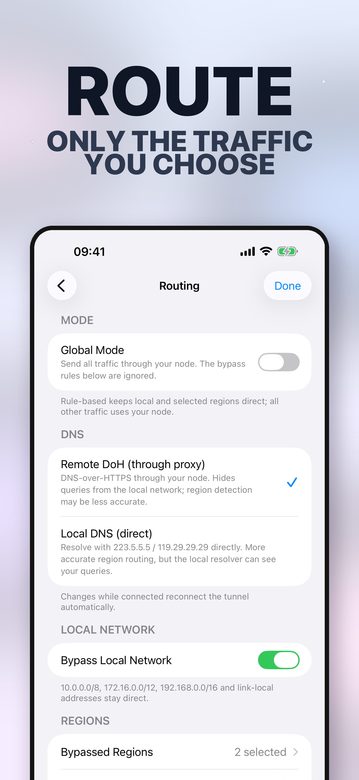 ROUTE
ONLY THE TRAFFIC
YOU CHOOSE
09:41
Routing
Done
MODE
Global Mode
Send all traffic through your node. The bypass
rules below are ignored.
Rule-based keeps local and selected regions direct; all
other traffic uses your node.
DNS
Remote DoH (through proxy)
DNS-over-HTTPS through your node. Hides
queries from the local network; region detection
may be less accurate.
Local DNS (direct)
Resolve with 223.5.5.5 / 119.29.29.29 directly. More
accurate region routing, but the local resolver can see
your queries.
Changes while connected reconnect the tunnel
automatically.
LOCAL NETWORK
Bypass Local Network
10.0.0.0/8, 172.16.0.0/12, 192.168.0.0/16 and link-local
addresses stay direct.
REGIONS
Bypassed Regions
2 selected